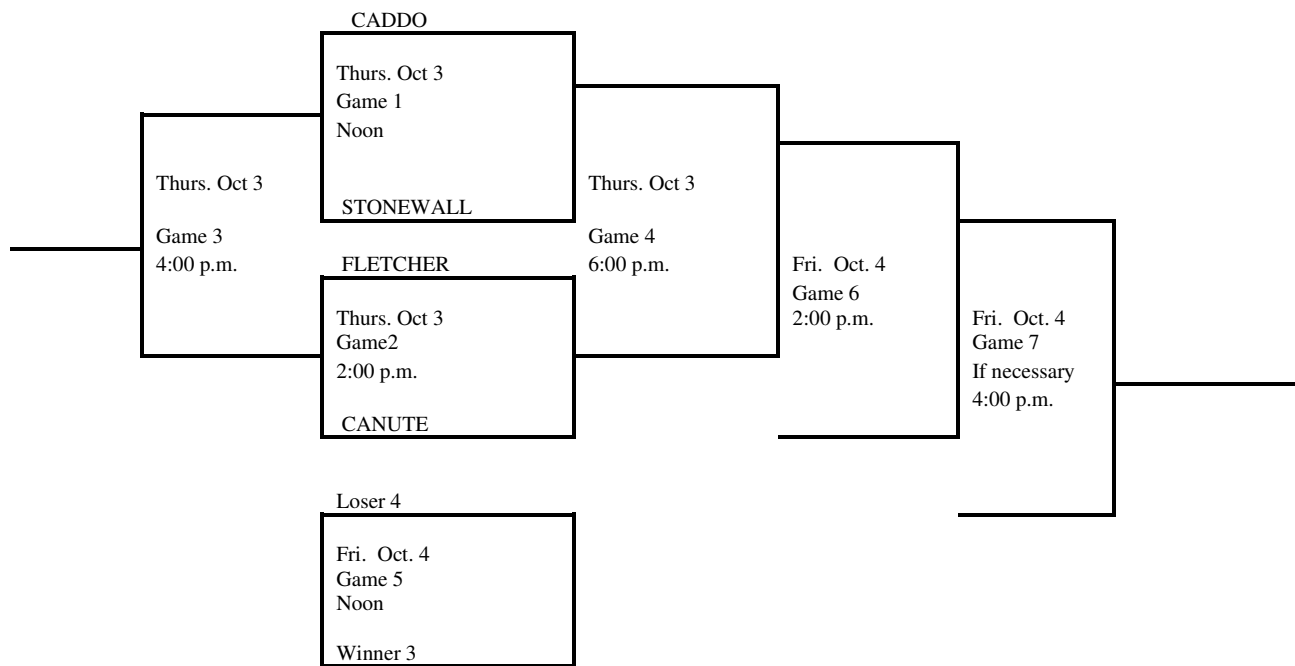 CADDO
Thurs. Oct 3
Game 1
Noon
STONEWALL
Thurs. Oct 3
Game 3
4:00 p.m.
FLETCHER
Thurs. Oct 3
Game2
2:00 p.m.
CANUTE
Thurs. Oct 3
Game 4
6:00 p.m.
Fri. Oct. 4
Game 6
2:00 p.m.
Fri. Oct. 4
Game 7
If necessary
4:00 p.m.
Loser 4
Fri. Oct. 4
Game 5
Noon
Winner 3